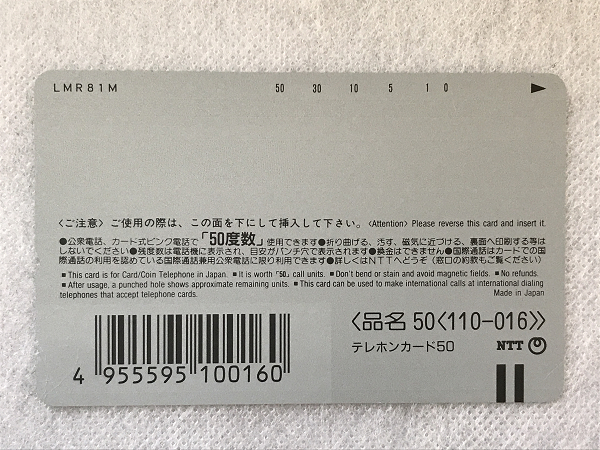 LMR81M 50 30 10 5 1 0
〈ご注意〉ご使用の際は、この面を下にして挿入して下さい。〈Attention〉Please reverse this card and insert it.
●公衆電話、カード式ピンク電話で「50度数」使用できます●折り曲げる、汚す、磁気に近づける、裏面へ印刷する等は
しないでください●残度数は電話機に表示され、目安がパンチ穴で表示されます●換金はできません●国際通話はカードでの国
際通話の利用を認めている国際通話兼用公衆電話に限り利用できます●詳しくはNTTへどうぞ(窓口の約款もご覧ください)
■This card is for Card/Coin Telephone in Japan. ■It is worth「50」call units. ■Don't bend or stain and avoid magnetic fields. ■No refunds.
■After usage, a punched hole shows approximate remaining units. ■This card can be used to make calls at international dialing
telephones that accept telephone cards. Made in Japan
〈品名 50〈110-016〉〉
テレホンカード50 NTT
4 955595 100160